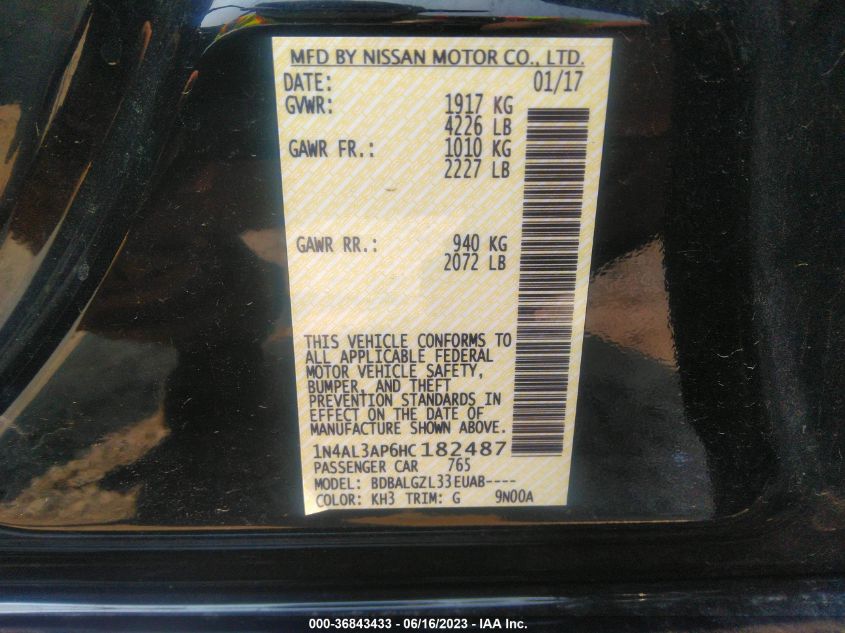 MFD BY NISSAN MOTOR CO., LTD.
DATE: 01/17
GVWR: 1917 KG
4226 LB
GAWR FR.: 1010 KG
2227 LB
GAWR RR.: 940 KG
2072 LB
THIS VEHICLE CONFORMS TO
ALL APPLICABLE FEDERAL
MOTOR VEHICLE SAFETY,
BUMPER, AND THEFT
PREVENTION STANDARDS IN
EFFECT ON THE DATE OF
MANUFACTURE SHOWN ABOVE.
1N4AL3AP6HC182487
PASSENGER CAR 765
MODEL: BDBALGZL33EUAB----
COLOR: KH3 TRIM: G 9N00A
000-36843433 - 06/16/2023 - IAA Inc.